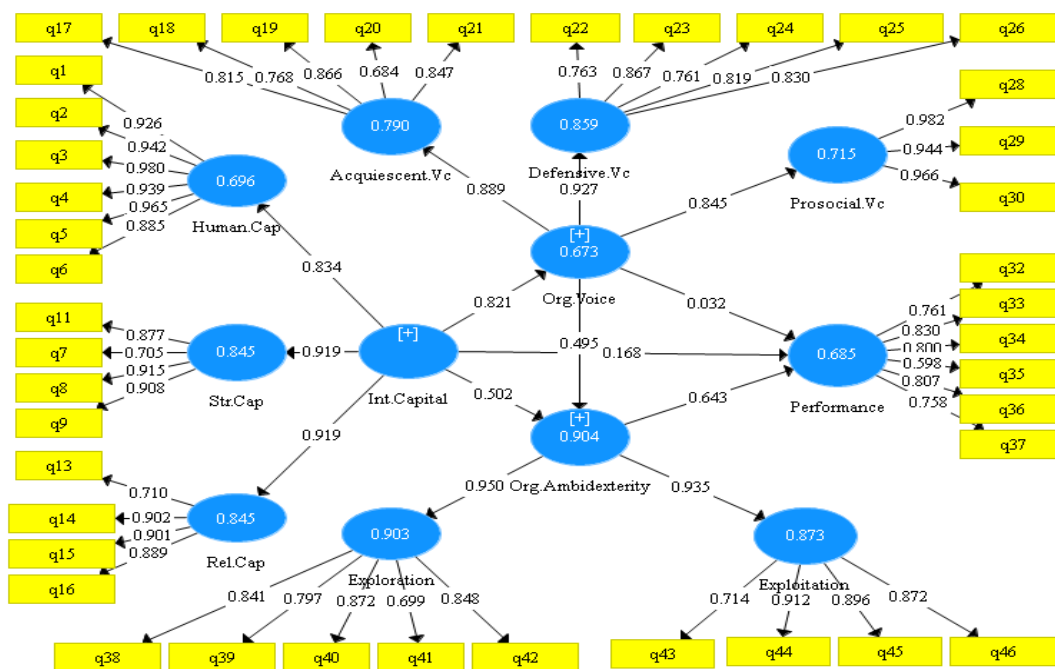 q17 q18 q19 q20 q21 q22 q23 q24 q25 q26
q1
0.815 0.768 0.866 0.684 0.847 0.763 0.867 0.761 0.819 0.830
q28
q2
0.926
0.790
0.859
0.982
q3
0.942
q29
0.980
0.696
Acquiescent.Vc
Defensive.Vc
0.715
0.944
q4
0.939
0.889
0.927
0.966
q30
0.965
0.845
Prosocial.Vc
q5
0.885
Human.Cap
[+]
0.673
q6
0.834
q32
0.821
Org.Voice
0.761
q33
q11
0.032
0.830
0.877
[+]
q34
q7
0.705
0.845
0.919
0.495
0.168
0.685
0.800
0.598
q35
q8
0.915
0.908
Str.Cap
Int.Capital
0.502
0.643
Performance
0.807
q36
q9
[+]
0.758
0.904
q37
0.919
q13
0.950
Org.Ambidexterity
0.935
0.710
q14
0.902
0.845
0.903
0.873
q15
0.901
0.889
Rel.Cap
Exploration
Exploitation
q16
0.841 0.797 0.872 0.699 0.848 0.714 0.912 0.896 0.872
q38 q39 q40 q41 q42 q43 q44 q45 q46